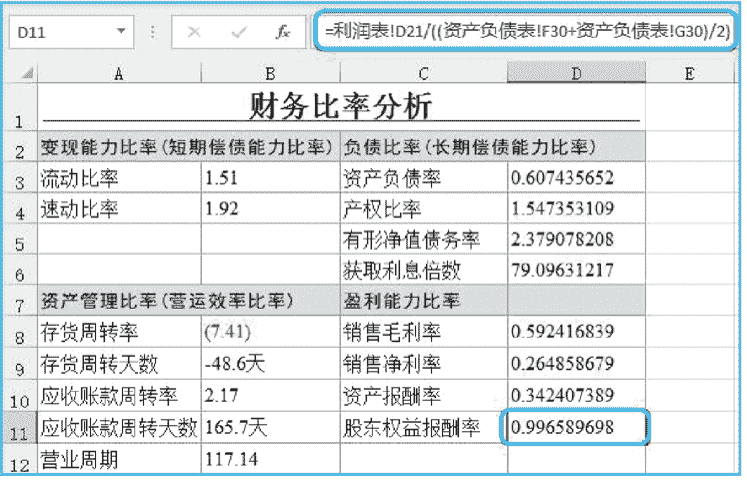 D11 fx =利润表!D21/((资产负债表!F30+资产负债表!G30)/2)
A B C D E
1 财务比率分析
2 变现能力比率(短期偿债能力比率) 负债比率(长期偿债能力比率)
3 流动比率 1.51 资产负债率 0.607435652
4 速动比率 1.92 产权比率 1.547353109
5 有形净值债务率 2.379078208
6 获取利息倍数 79.09631217
7 资产管理比率(营运效率比率) 盈利能力比率
8 存货周转率 (7.41) 销售毛利率 0.592416839
9 存货周转天数 -48.6天 销售净利率 0.264858679
10 应收账款周转率 2.17 资产报酬率 0.342407389
11 应收账款周转天数 165.7天 股东权益报酬率 0.996589698
12 营业周期 117.14